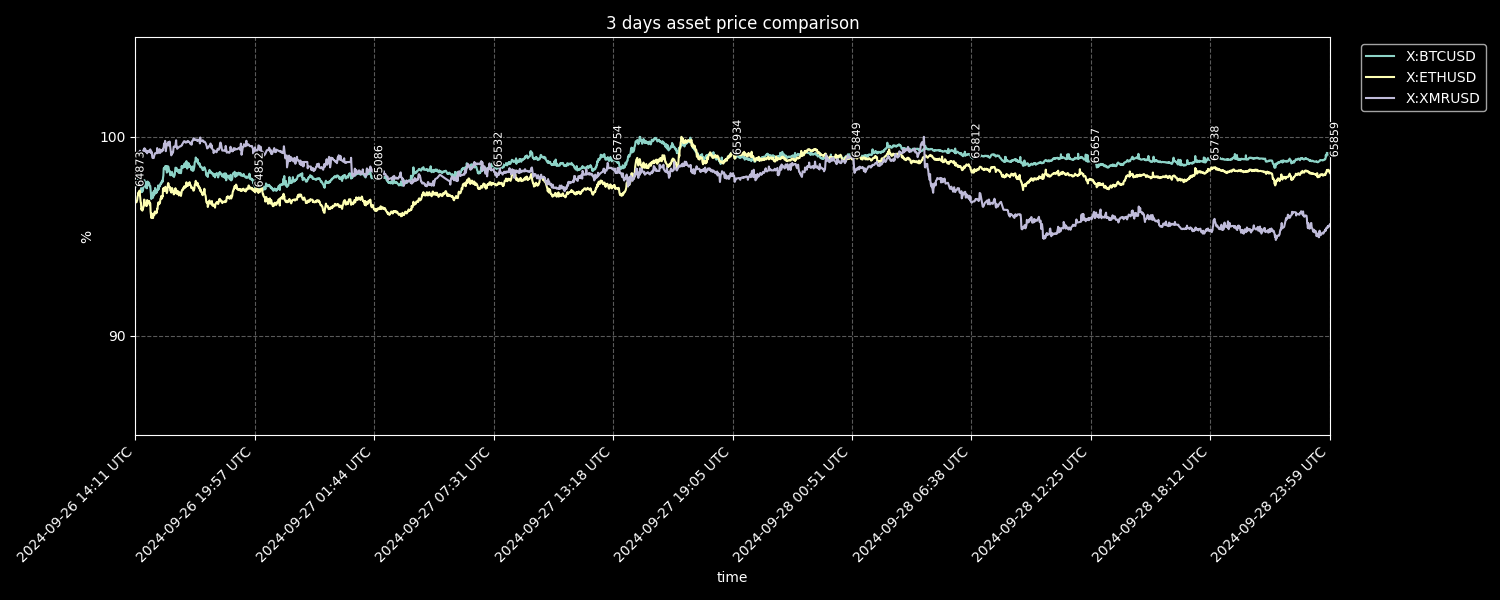 3 days asset price comparison
X:BTCUSD
X:ETHUSD
X:XMRUSD
100
90
%
64873
64852
65086
65532
65754
65934
65849
65812
65657
65738
65859
2024-09-26 14:11 UTC
2024-09-26 19:57 UTC
2024-09-27 01:44 UTC
2024-09-27 07:31 UTC
2024-09-27 13:18 UTC
2024-09-27 19:05 UTC
2024-09-28 00:51 UTC
2024-09-28 06:38 UTC
2024-09-28 12:25 UTC
2024-09-28 18:12 UTC
2024-09-28 23:59 UTC
time